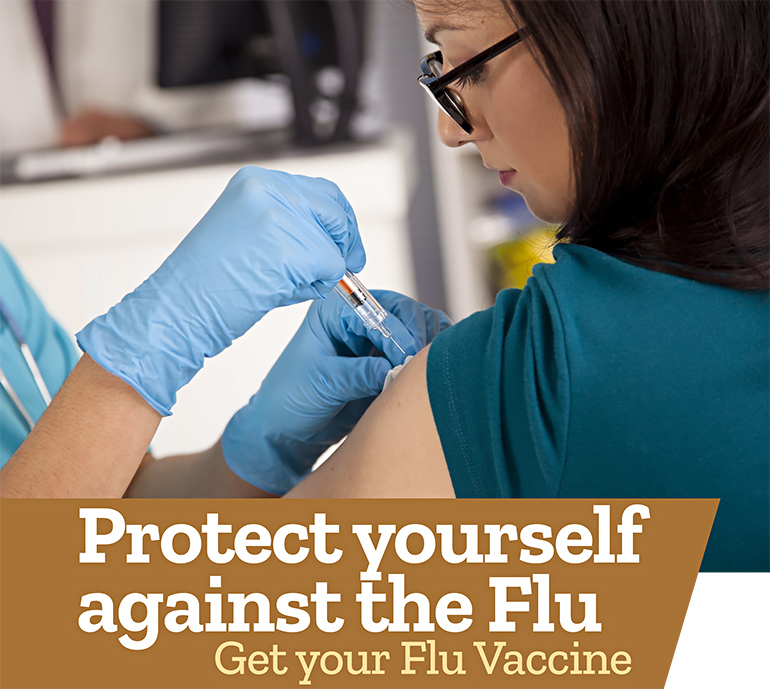 Protect yourself
against the Flu
Get your Flu Vaccine